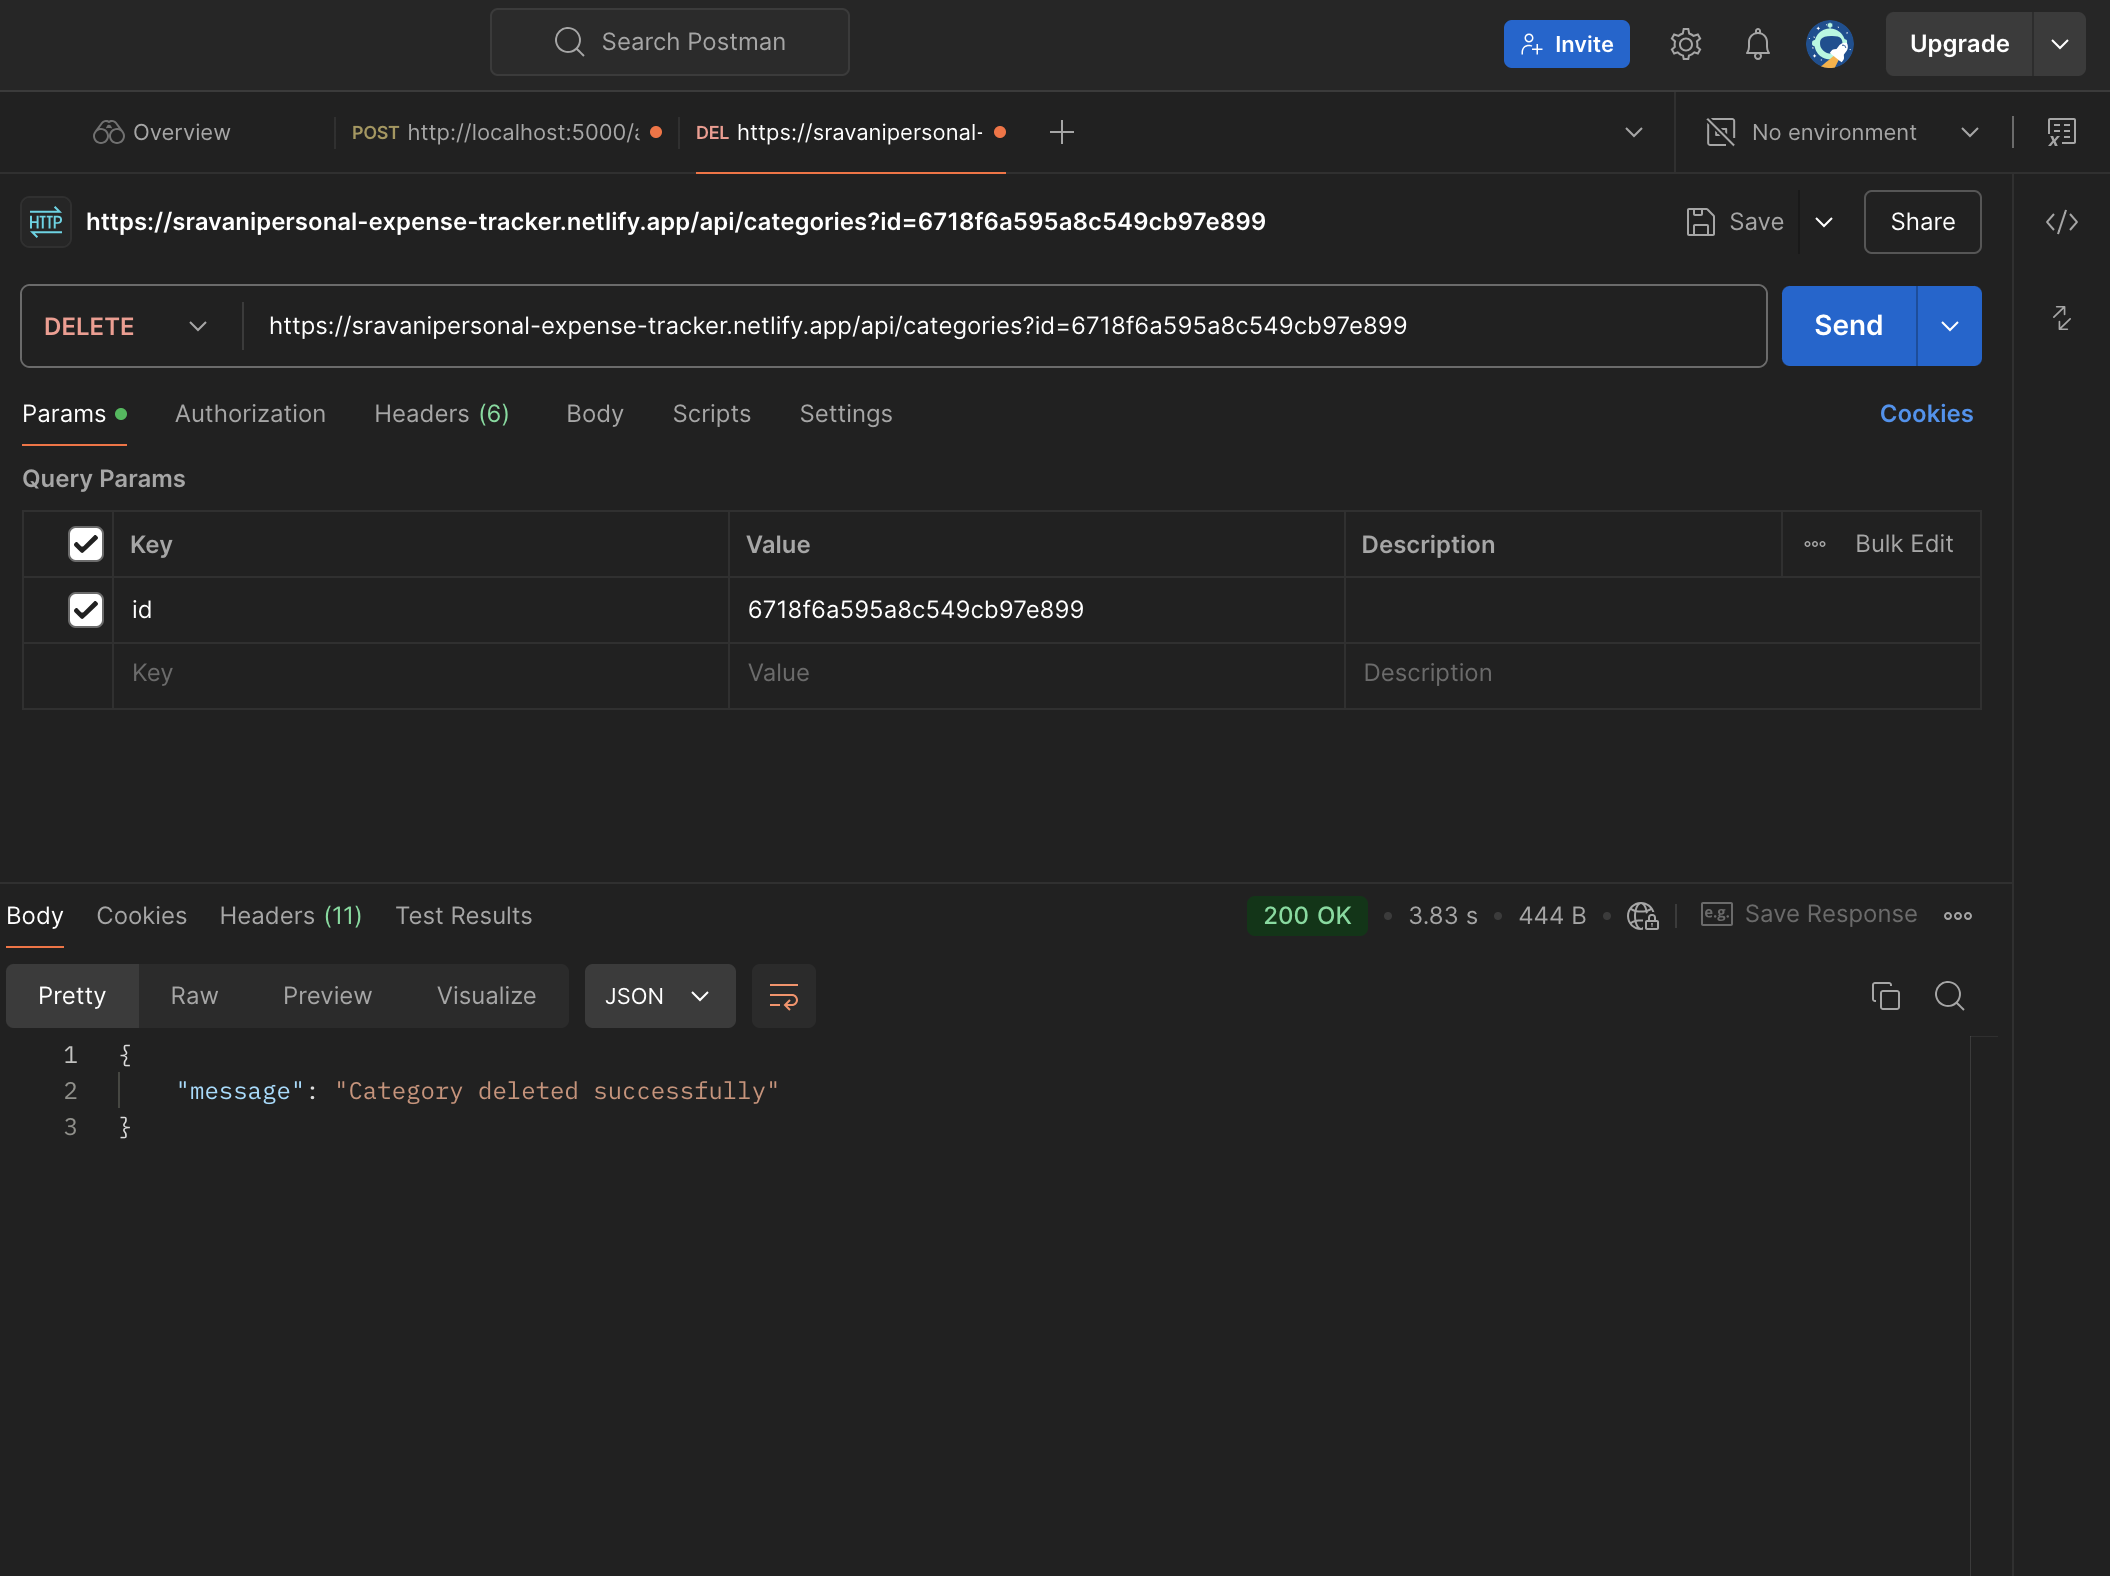 Search Postman
Invite
Upgrade
Overview
POST http://localhost:5000/a
DEL https://sravanipersonal-
No environment
HTTP
https://sravanipersonal-expense-tracker.netlify.app/api/categories?id=6718f6a595a8c549cb97e899
Save
Share
DELETE
https://sravanipersonal-expense-tracker.netlify.app/api/categories?id=6718f6a595a8c549cb97e899
Send
Params
Authorization
Headers (6)
Body
Scripts
Settings
Cookies
Query Params
Key
Value
Description
Bulk Edit
id
6718f6a595a8c549cb97e899
Key
Value
Description
Body
Cookies
Headers (11)
Test Results
200 OK
3.83 s
444 B
e.g.
Save Response
Pretty
Raw
Preview
Visualize
JSON
1 {
2 "message": "Category deleted successfully"
3 }